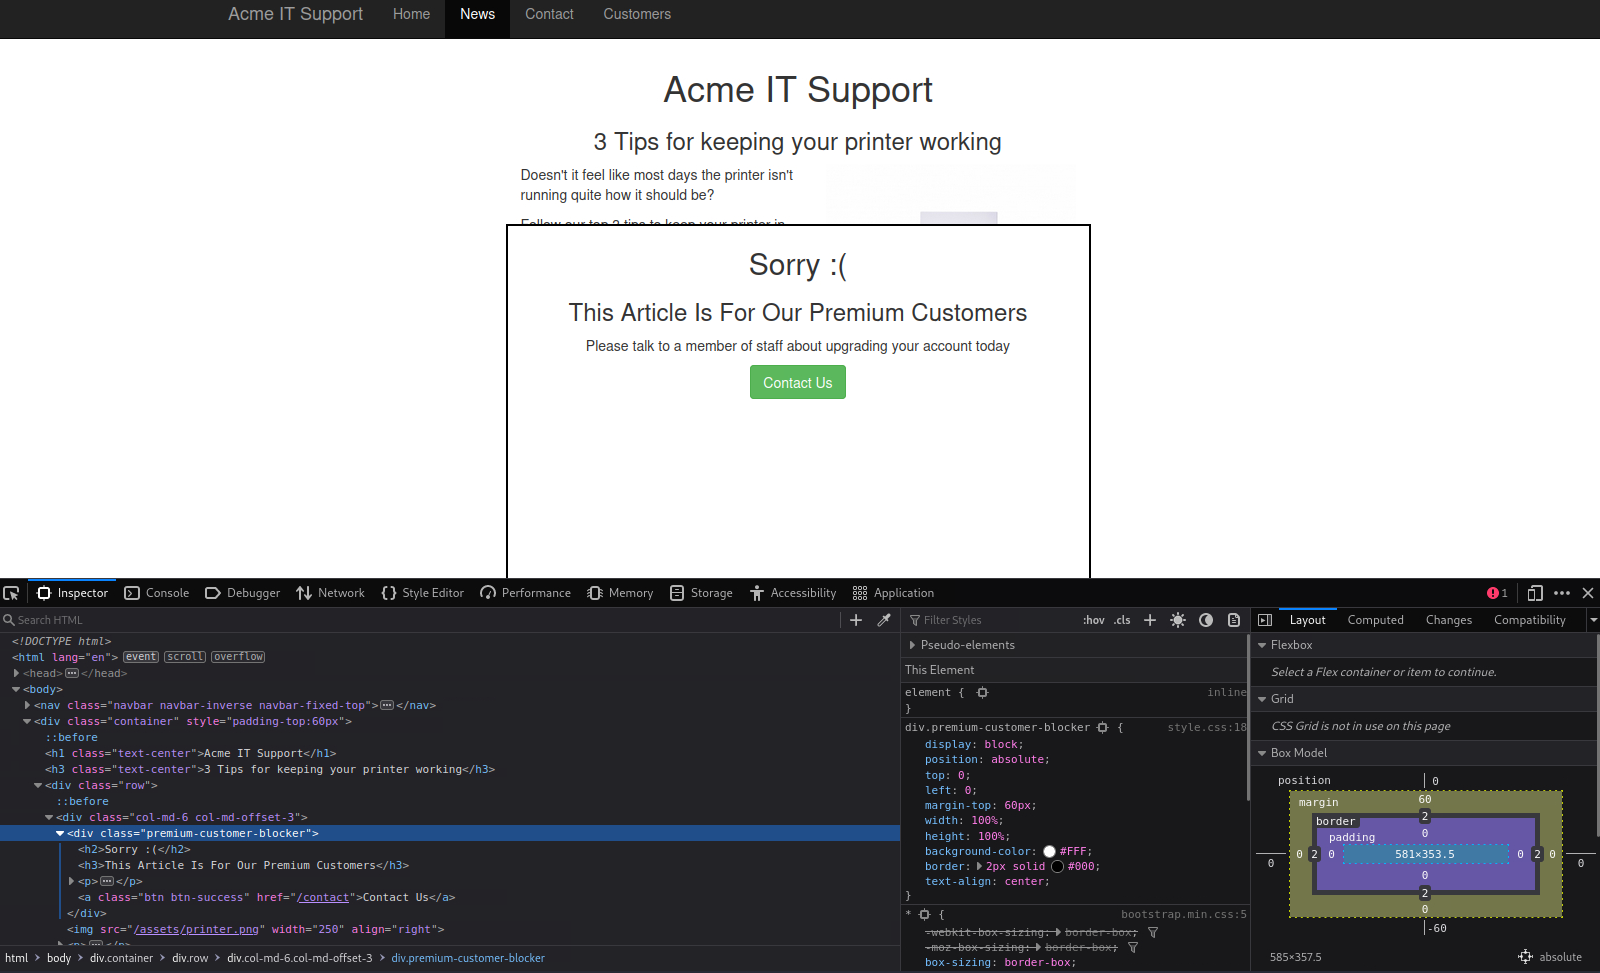 Acme IT Support Home News Contact Customers
Acme IT Support
3 Tips for keeping your printer working
Doesn't it feel like most days the printer isn't
running quite how it should be?
Follow our top 3 tips to keep your printer in
Sorry :(
This Article Is For Our Premium Customers
Please talk to a member of staff about upgrading your account today
Contact Us
Inspector Console Debugger Network Style Editor Performance Memory Storage Accessibility Application 1
Search HTML
<!DOCTYPE html>
<html lang="en"> event scroll overflow
<head></head>
<body>
<nav class="navbar navbar-inverse navbar-fixed-top"></nav>
<div class="container" style="padding-top:60px">
::before
<h1 class="text-center">Acme IT Support</h1>
<h3 class="text-center">3 Tips for keeping your printer working</h3>
<div class="row">
::before
<div class="col-md-6 col-md-offset-3">
<div class="premium-customer-blocker">
<h2>Sorry :(</h2>
<h3>This Article Is For Our Premium Customers</h3>
<p></p>
<a class="btn btn-success" href="/contact">Contact Us</a>
</div>
<img src="/assets/printer.png" width="250" align="right">
<p></p>
html > body > div.container > div.row > div.col-md-6.col-md-offset-3 > div.premium-customer-blocker
Filter Styles :hov .cls
Pseudo-elements
This Element
element { inline
}
div.premium-customer-blocker { style.css:18
display: block;
position: absolute;
top: 0;
left: 0;
margin-top: 60px;
width: 100%;
height: 100%;
background-color: #FFF;
border: 2px solid #000;
text-align: center;
}
* { bootstrap.min.css:5
-webkit-box-sizing: border-box;
-moz-box-sizing: border-box;
box-sizing: border-box;
Layout Computed Changes Compatibility
Flexbox
Select a Flex container or item to continue.
Grid
CSS Grid is not in use on this page
Box Model
position 0
margin 60
border 2
padding 0
0 0 2 0 581×353.5 0 2 0 0
0
2
0
-60
585×357.5 absolute